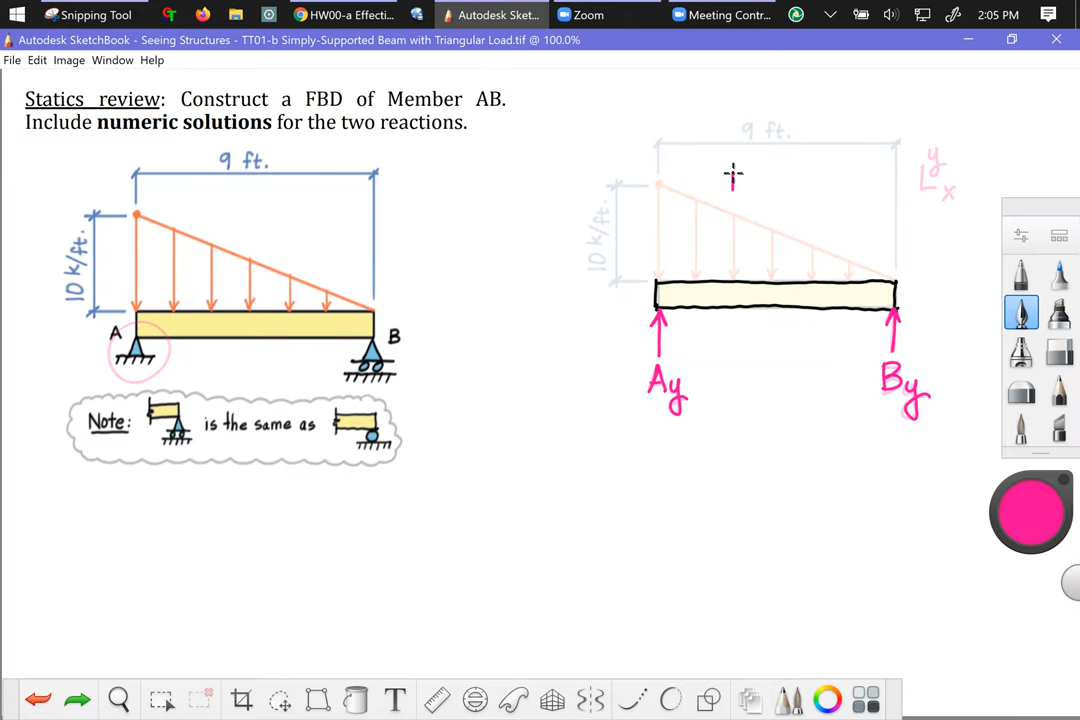 Snipping Tool
HW00-a Effecti...
Autodesk Sket...
Zoom
Meeting Contr...
2:05 PM
Autodesk SketchBook - Seeing Structures - TT01-b Simply-Supported Beam with Triangular Load.tif @ 100.0%
File Edit Image Window Help
Statics review: Construct a FBD of Member AB.
Include numeric solutions for the two reactions.
9 ft.
10 k/ft.
A
B
Note: is the same as
9 ft.
y
x
10 k/ft.
Ay
By
T